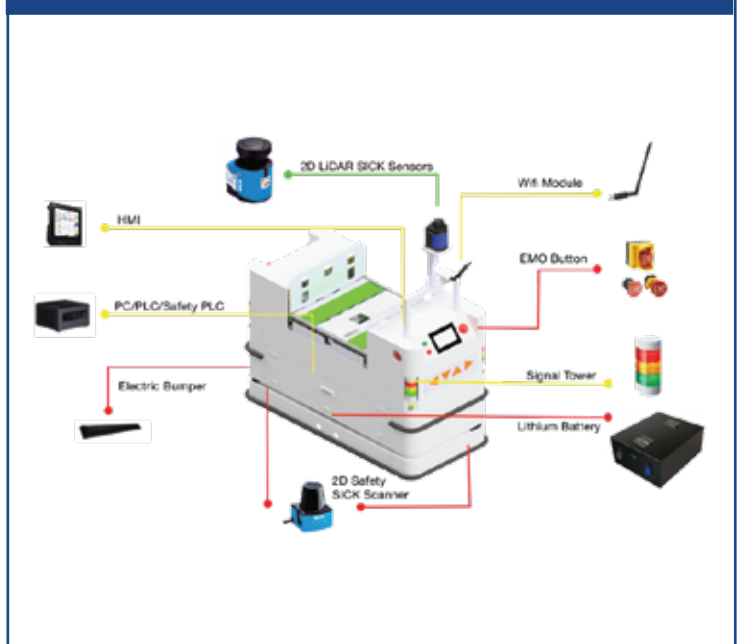 2D LiDAR SICK Sensors
Wifi Module
HMI
EMO Button
PC/PLC/Safety PLC
Electric Bumper
Signal Tower
Lithium Battery
2D Safety
SICK Scanner